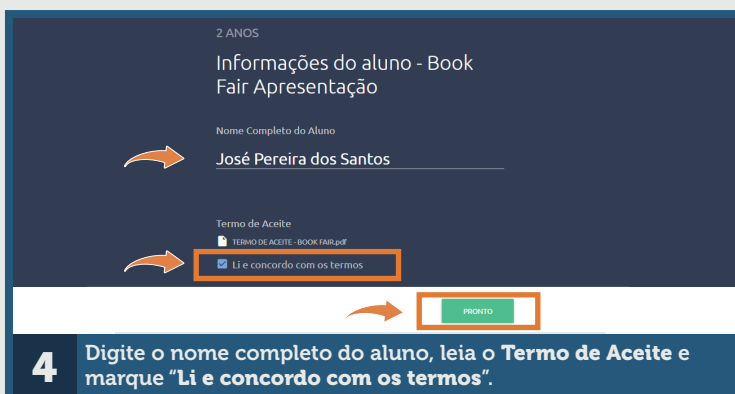 2 ANOS
Informações do aluno - Book
Fair Apresentação
Nome Completo do Aluno
José Pereira dos Santos
Termo de Aceite
TERMO DE ACEITE - BOOK FAIR.pdf
Li e concordo com os termos
PRONTO
4
Digite o nome completo do aluno, leia o Termo de Aceite e
marque “Li e concordo com os termos”.